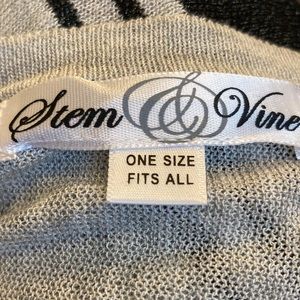 Stem & Vine
ONE SIZE
FITS ALL